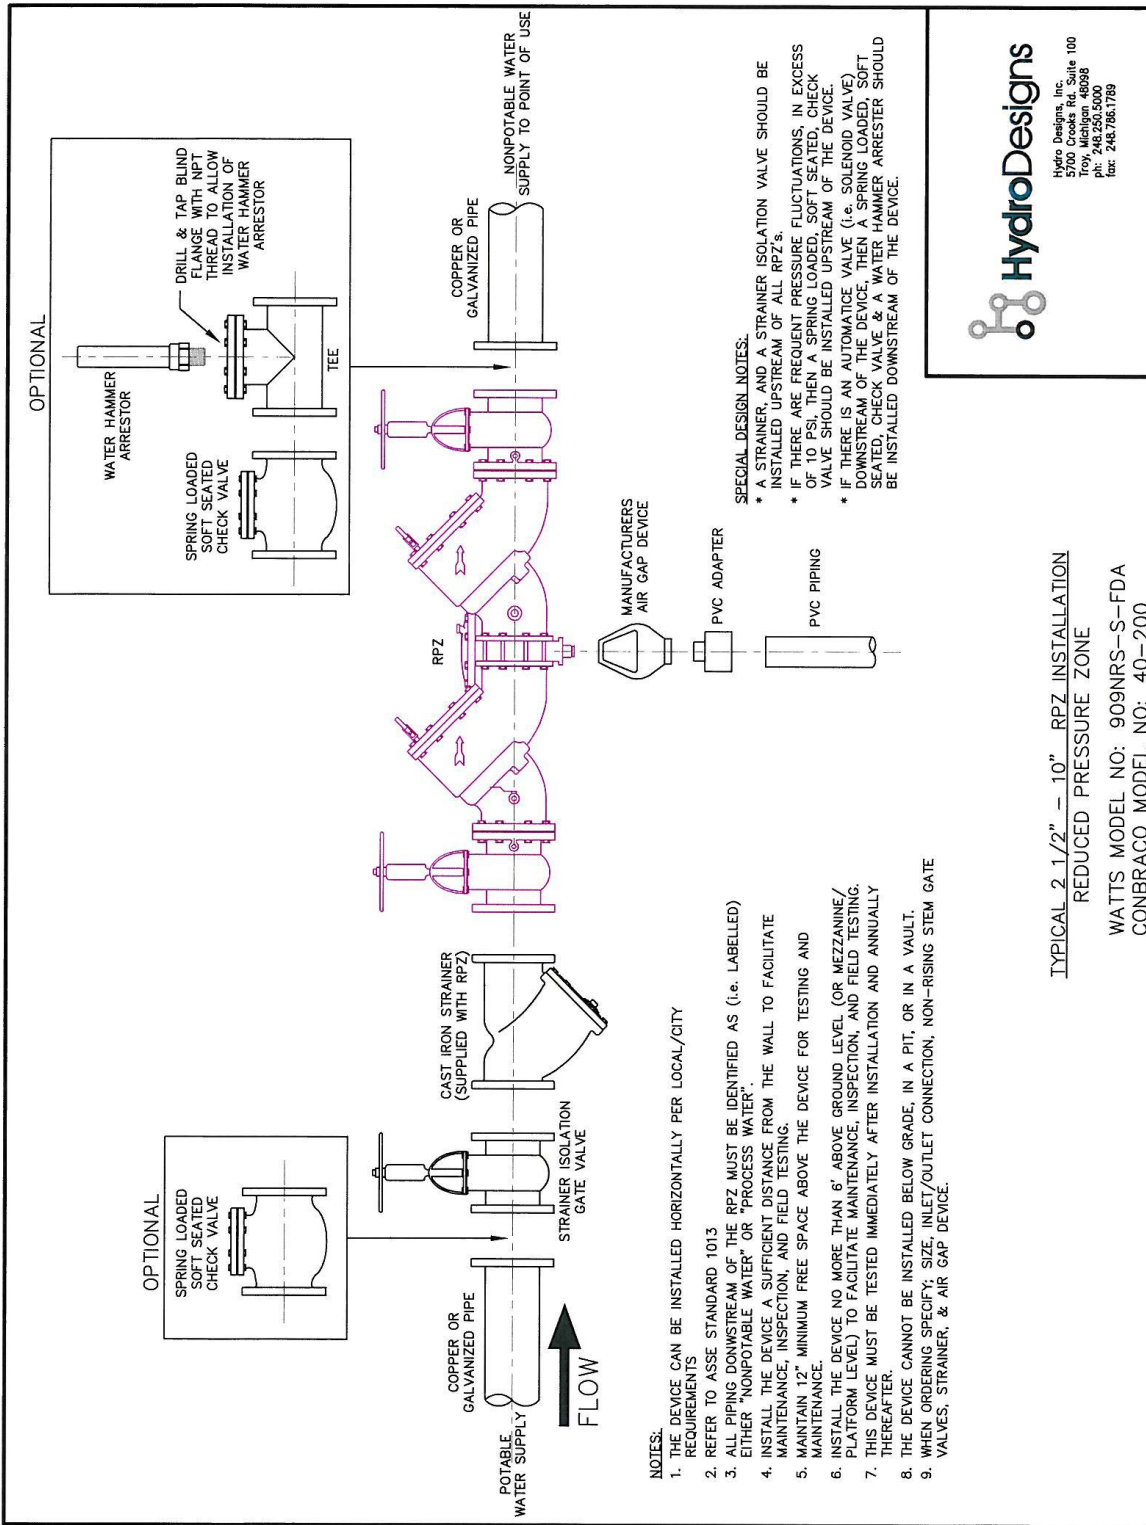 OPTIONAL
SPRING LOADED
SOFT SEATED
CHECK VALVE
COPPER OR
GALVANIZED PIPE
POTABLE
WATER SUPPLY
FLOW
STRAINER ISOLATION
GATE VALVE
CAST IRON STRAINER
(SUPPLIED WITH RPZ)
RPZ
MANUFACTURERS
AIR GAP DEVICE
PVC ADAPTER
PVC PIPING
OPTIONAL
WATER HAMMER
ARRESTOR
DRILL & TAP BLIND
FLANGE WITH NPT
THREAD TO ALLOW
INSTALLATION OF
WATER HAMMER
ARRESTOR
SPRING LOADED
SOFT SEATED
CHECK VALVE
TEE
COPPER OR
GALVANIZED PIPE
NONPOTABLE WATER
SUPPLY TO POINT OF USE
NOTES:
1. THE DEVICE CAN BE INSTALLED HORIZONTALLY PER LOCAL/CITY
REQUIREMENTS
2. REFER TO ASSE STANDARD 1013
3. ALL PIPING DONWSTREAM OF THE RPZ MUST BE IDENTIFIED AS (i.e. LABELLED)
EITHER "NONPOTABLE WATER" OR "PROCESS WATER".
4. INSTALL THE DEVICE A SUFFICIENT DISTANCE FROM THE WALL TO FACILITATE
MAINTENANCE, INSPECTION, AND FIELD TESTING.
5. MAINTAIN 12" MINIMUM FREE SPACE ABOVE THE DEVICE FOR TESTING AND
MAINTENANCE.
6. INSTALL THE DEVICE NO MORE THAN 6' ABOVE GROUND LEVEL (OR MEZZANINE/
PLATFORM LEVEL) TO FACILITATE MAINTENANCE, INSPECTION, AND FIELD TESTING.
7. THIS DEVICE MUST BE TESTED IMMEDIATELY AFTER INSTALLATION AND ANNUALLY
THEREAFTER.
8. THE DEVICE CANNOT BE INSTALLED BELOW GRADE, IN A PIT, OR IN A VAULT.
9. WHEN ORDERING SPECIFY; SIZE, INLET/OUTLET CONNECTION, NON-RISING STEM GATE
VALVES, STRAINER, & AIR GAP DEVICE.
SPECIAL DESIGN NOTES:
* A STRAINER, AND A STRAINER ISOLATION VALVE SHOULD BE
INSTALLED UPSTREAM OF ALL RPZ's.
* IF THERE ARE FREQUENT PRESSURE FLUCTUATIONS, IN EXCESS
OF 10 PSI, THEN A SPRING LOADED, SOFT SEATED, CHECK
VALVE SHOULD BE INSTALLED UPSTREAM OF THE DEVICE.
* IF THERE IS AN AUTOMATICE VALVE (i.e. SOLENOID VALVE)
DOWNSTREAM OF THE DEVICE, THEN A SPRING LOADED, SOFT
SEATED, CHECK VALVE & A WATER HAMMER ARRESTER SHOULD
BE INSTALLED DOWNSTREAM OF THE DEVICE.
TYPICAL 2 1/2" - 10" RPZ INSTALLATION
REDUCED PRESSURE ZONE
WATTS MODEL NO: 909NRS-S-FDA
CONBRACO MODEL NO: 40-200
HydroDesigns
Hydro Designs, Inc.
5700 Crooks Rd. Suite 100
Troy, Michigan 48098
ph: 248.250.5000
fax: 248.786.1789